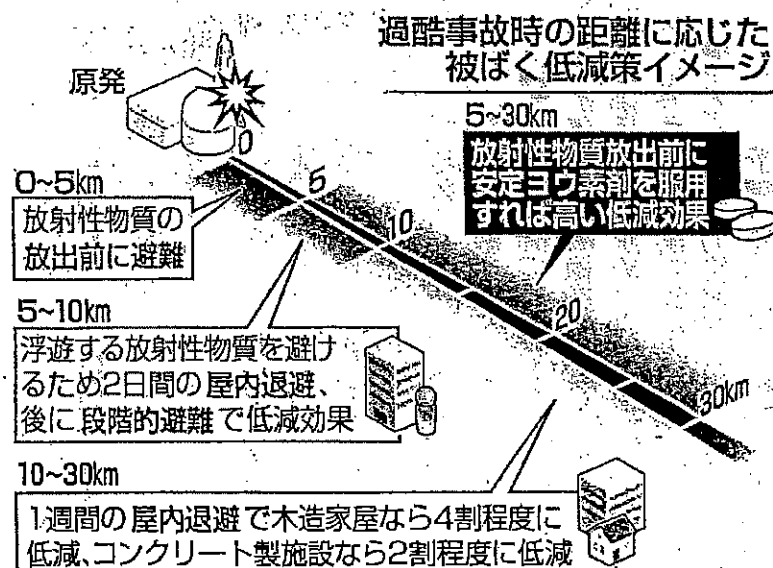 過酷事故時の距離に応じた
被ばく低減策イメージ
原発
0
5
10
20
30km
5~30km
放射性物質放出前に
安定ヨウ素剤を服用
すれば高い低減効果
0~5km
放射性物質の
放出前に避難
5~10km
浮遊する放射性物質を避け
るため2日間の屋内退避、
後に段階的避難で低減効果
10~30km
1週間の屋内退避で木造家屋なら4割程度に
低減、コンクリート製施設なら2割程度に低減